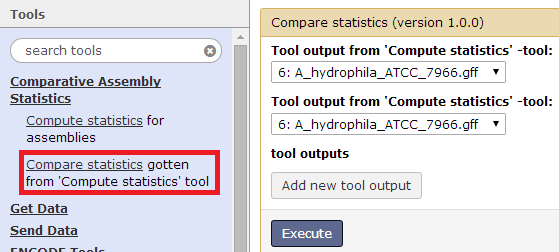 Tools
search tools
Comparative Assembly
Statistics
Compute statistics for
assemblies
Compare statistics gotten
from 'Compute statistics' tool
Get Data
Send Data
ENCODE Tools
Compare statistics (version 1.0.0)
Tool output from 'Compute statistics' -tool:
6: A_hydrophila_ATCC_7966.gff
Tool output from 'Compute statistics' -tool:
6: A_hydrophila_ATCC_7966.gff
tool outputs
Add new tool output
Execute